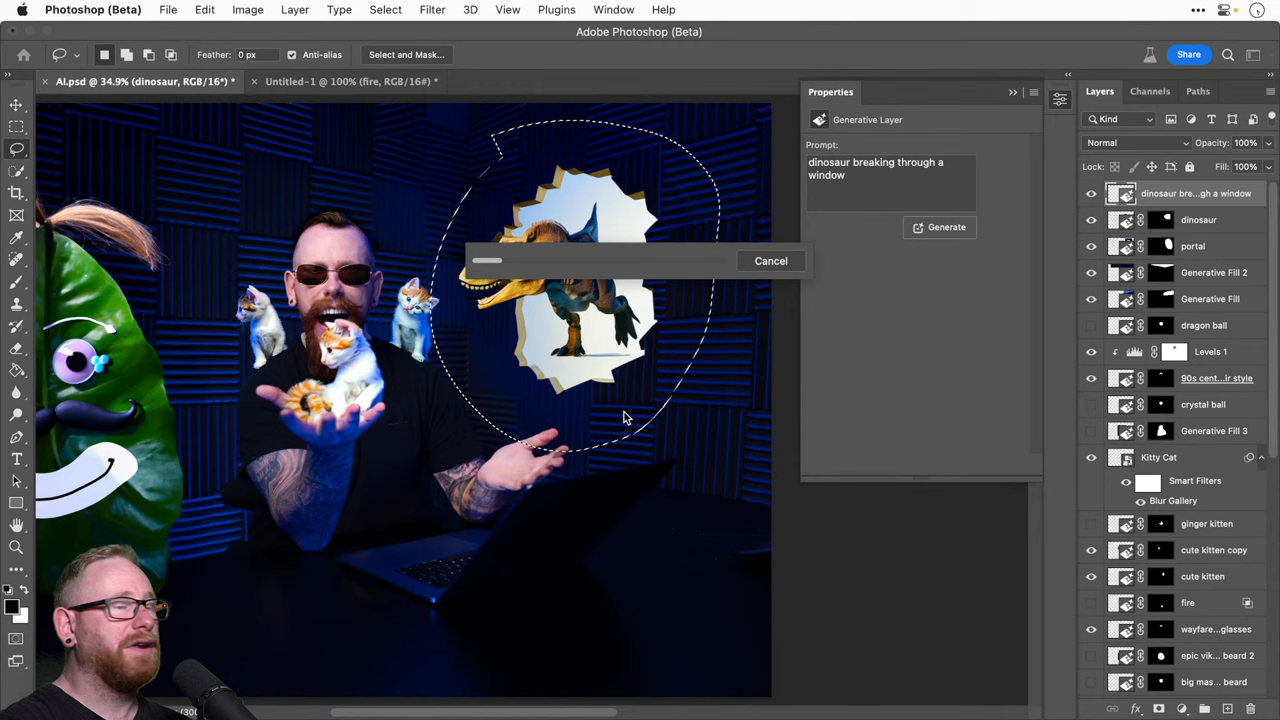 Photoshop (Beta) File Edit Image Layer Type Select Filter 3D View Plugins Window Help
Adobe Photoshop (Beta)
Feather: 0 px Anti-alias Select and Mask... Share
AI.psd @ 34.9% (dinosaur, RGB/16*) * Untitled-1 @ 100% (fire, RGB/16#) *
Properties
Generative Layer
Prompt:
dinosaur breaking through a
window
Generate
Cancel
Layers Channels Paths
Kind
Normal Opacity: 100%
Lock: Fill: 100%
dinosaur bre...gh a window
dinosaur
portal
Generative Fill 2
Generative Fill
dragon ball
Levels 1
90s cent...ir style
crystal ball
Generative Fill 3
Kitty Cat
Smart Filters
Blur Gallery
ginger kitten
cute kitten copy
cute kitten
fire
wayfare...glasses
epic vik... beard 2
big mas... beard